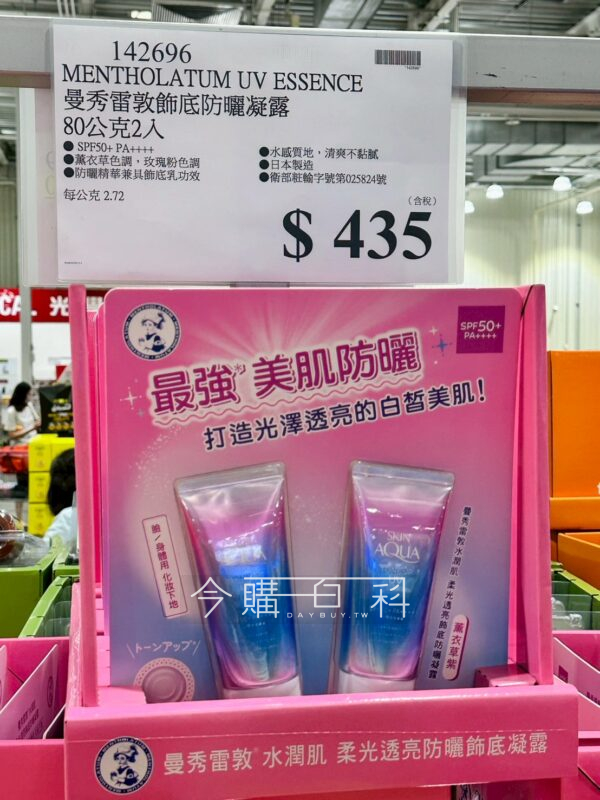 142696
MENTHOLATUM UV ESSENCE
曼秀雷敦飾底防曬凝露
80公克2入
● SPF50+ PA++++
●薰衣草色調，玫瑰粉色調
●防曬精華兼具飾底乳功效
●水感質地，清爽不黏膩
●日本製造
●衛部粧輸字號第025824號
每公克 2.72
(含稅)
$ 435
SPF50+
PA++++
最強*美肌防曬
打造光澤透亮的白皙美肌！
臉／身體用 化妝下地
SKIN
AQUA
曼秀雷敦水潤肌 柔光透亮飾底防曬凝露
薰衣草紫
今購百科
DAYBUY.TW
トーンアップ
曼秀雷敦® 水潤肌 柔光透亮防曬飾底凝露